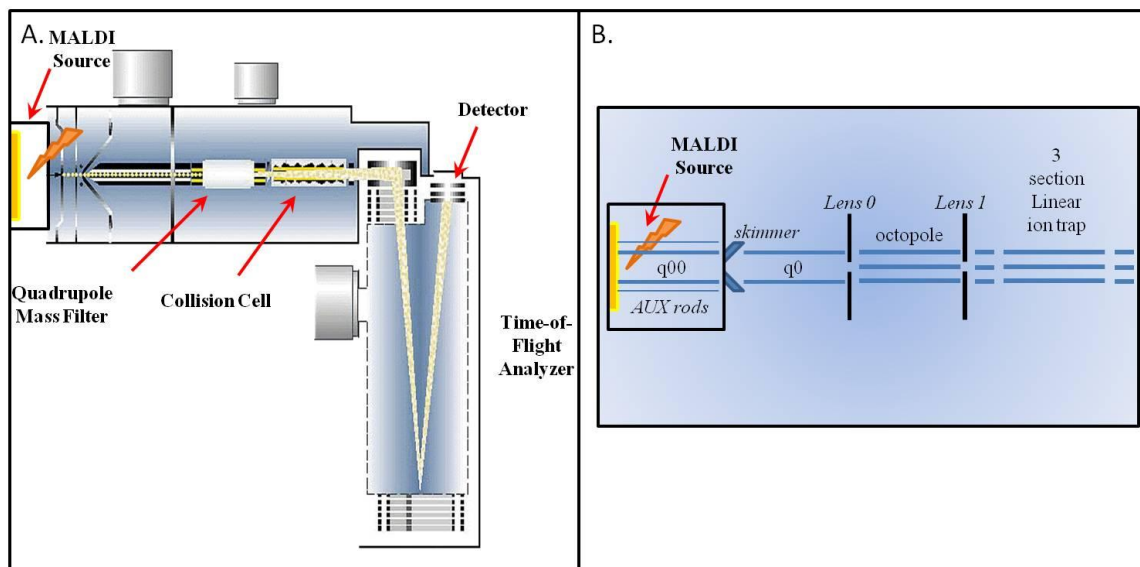 A.
MALDI
Source
Detector
Quadrupole
Mass Filter
Collision Cell
Time-of-
Flight
Analyzer
B.
MALDI
Source
3
section
Linear
ion trap
Lens 0
Lens 1
skimmer
octopole
q00
q0
AUX rods